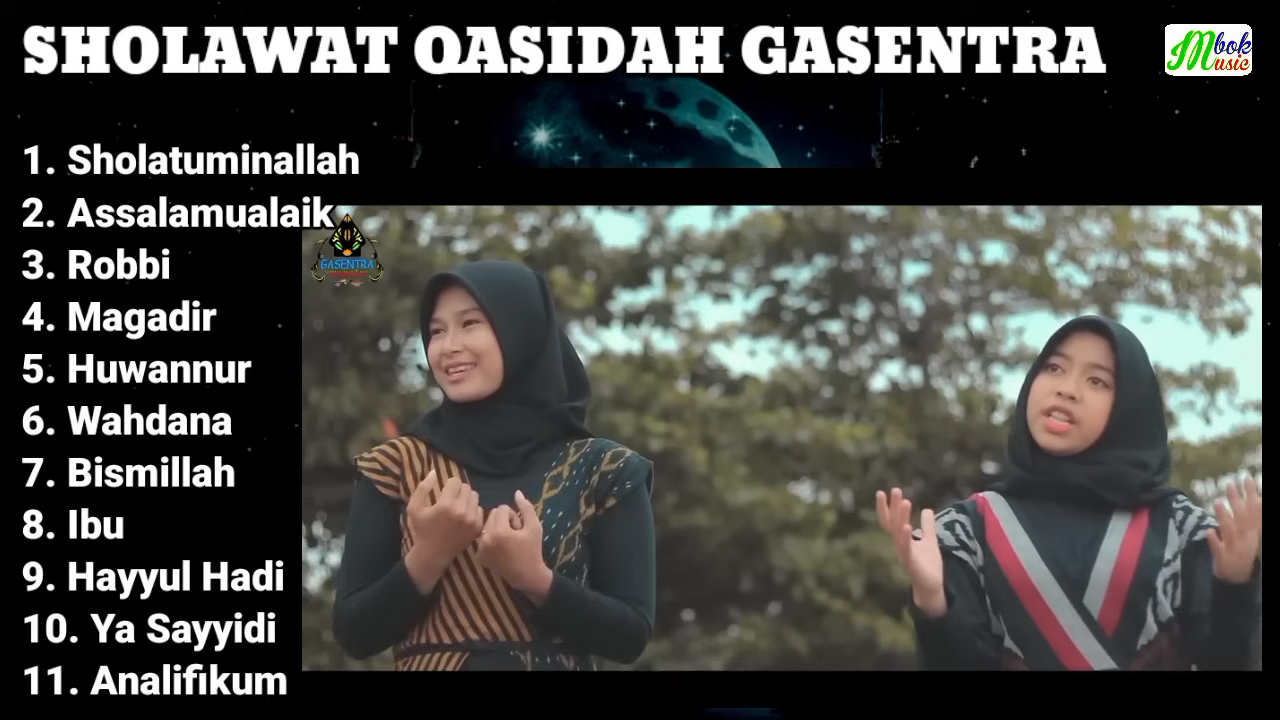 SHOLAWAT QASIDAH GASENTRA
Mbok
Music
1. Sholatuminallah
2. Assalamualaik
3. Robbi
4. Magadir
5. Huwannur
6. Wahdana
7. Bismillah
8. Ibu
9. Hayyul Hadi
10. Ya Sayyidi
11. Analifikum
GASENTRA